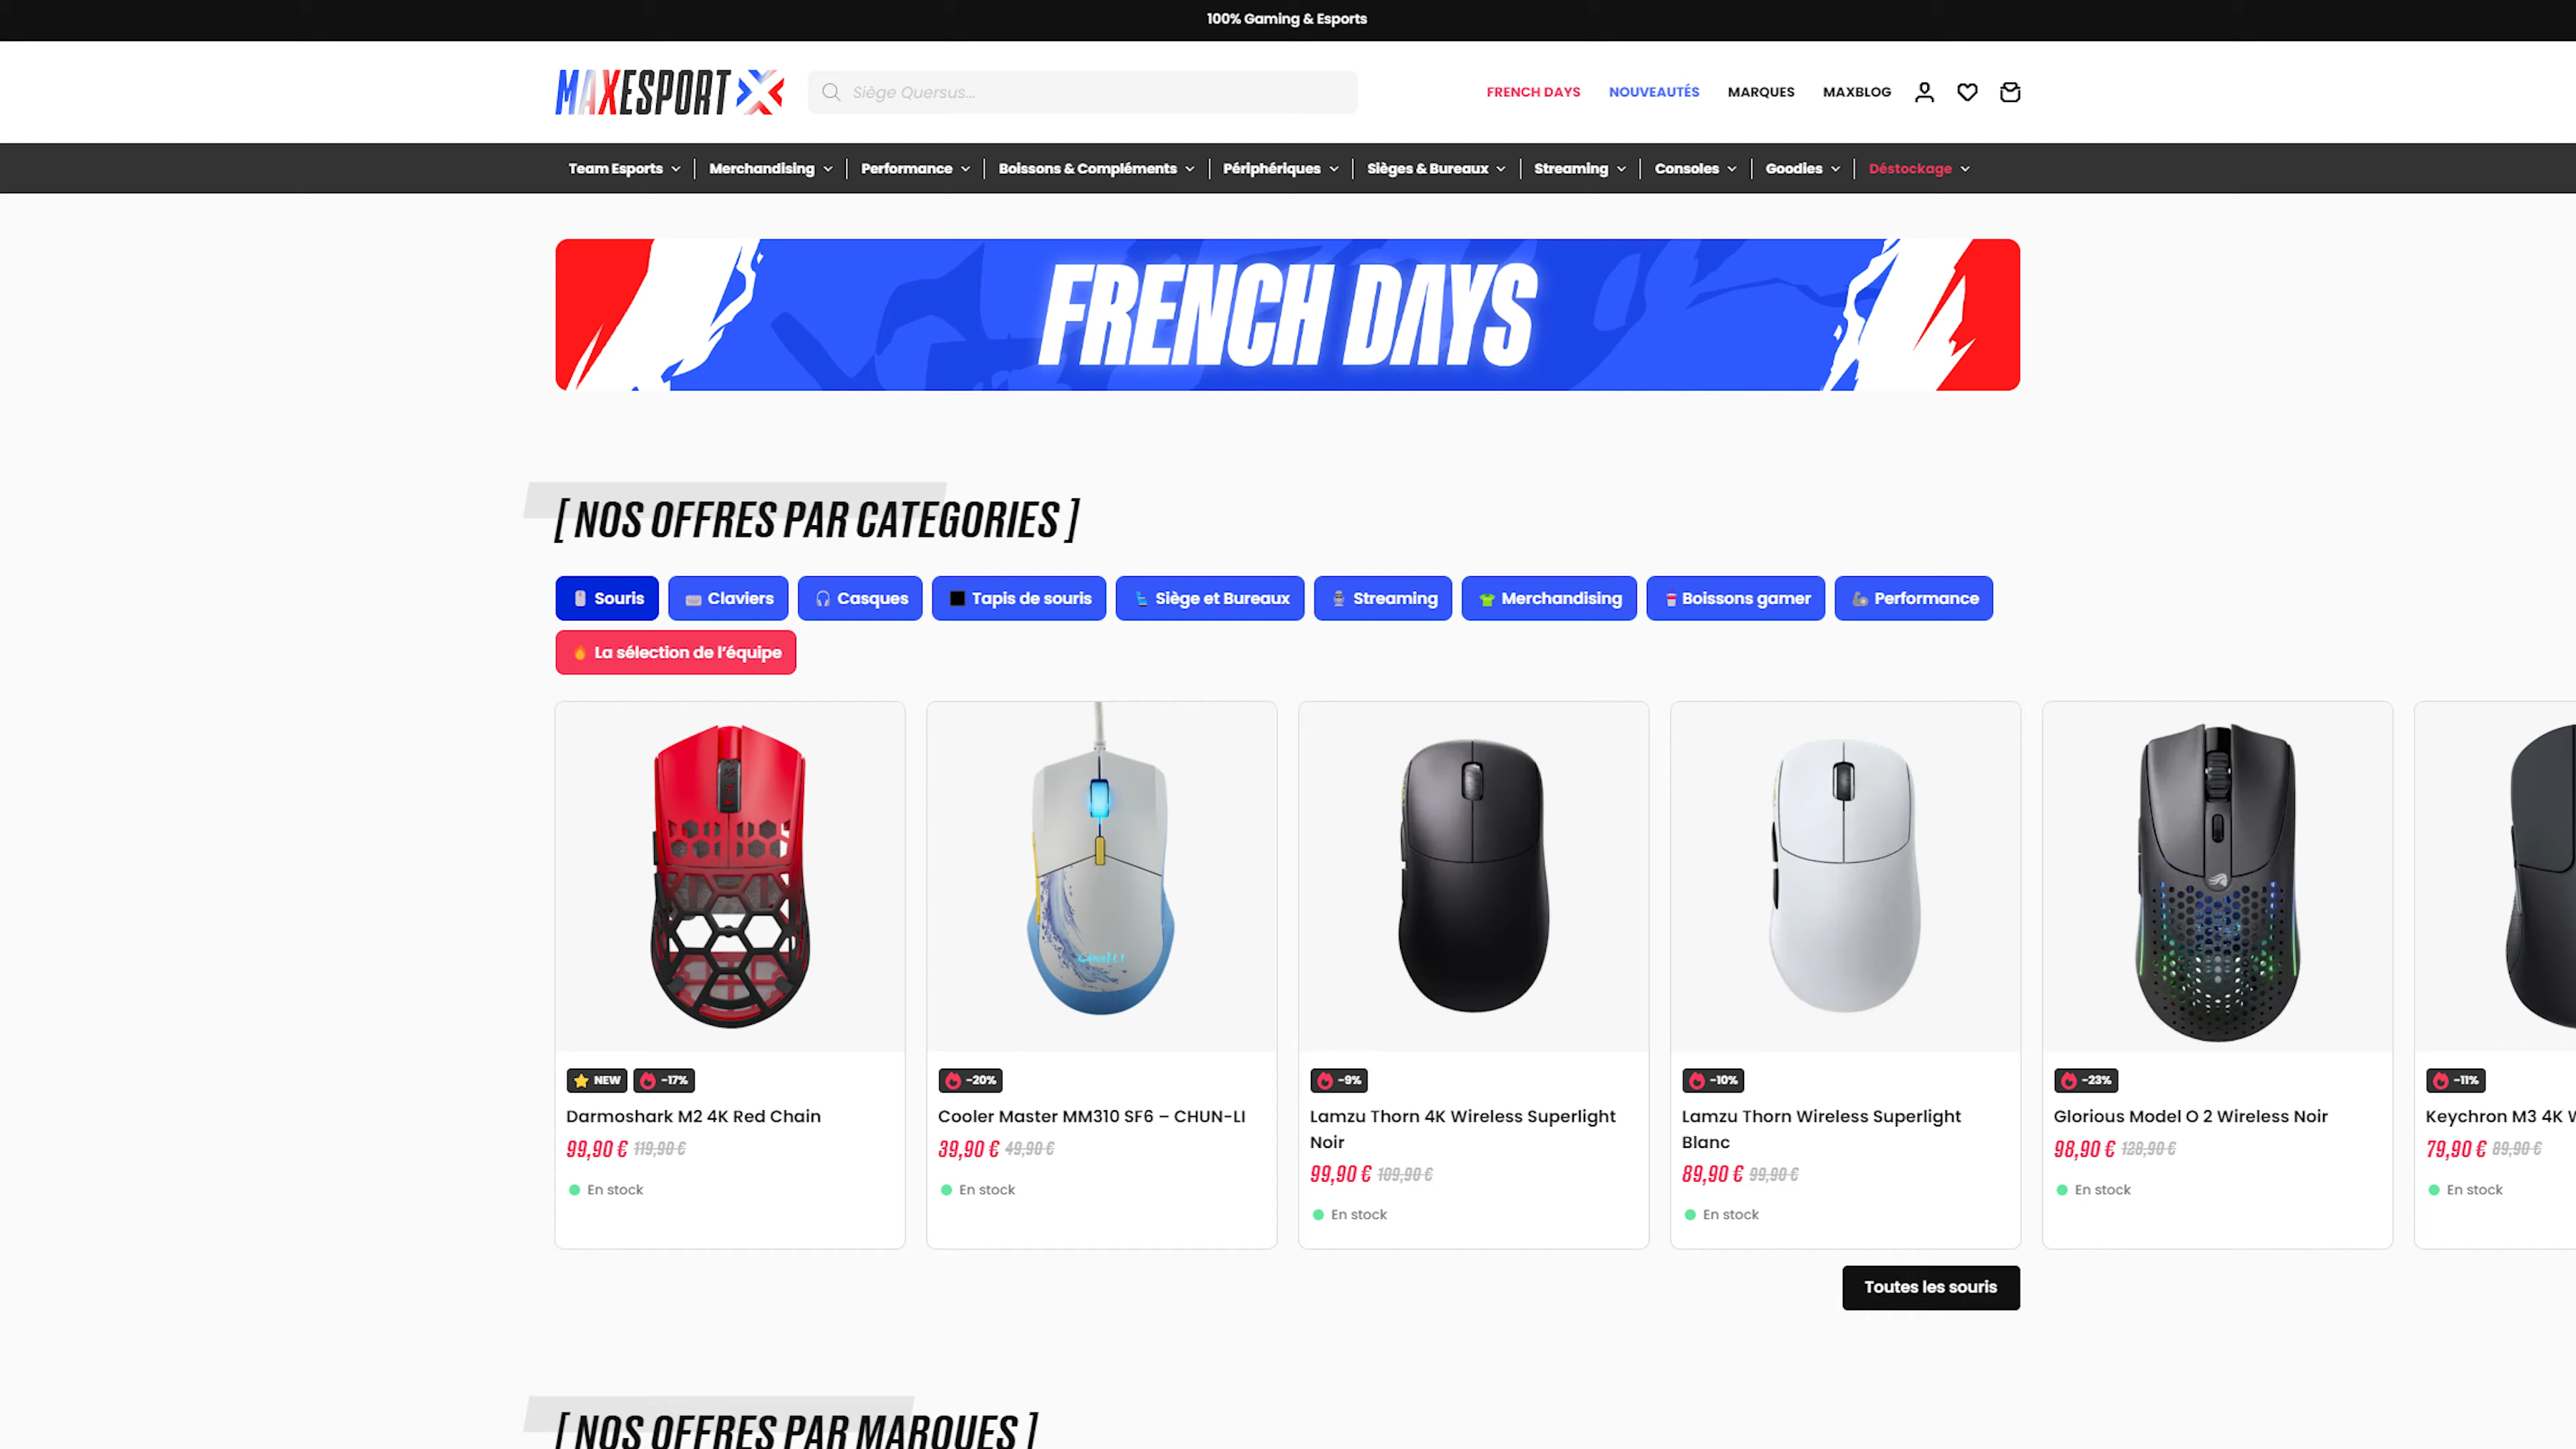 100% Gaming & Esports
MAXESPORT
Siège Quersus...
FRENCH DAYS
NOUVEAUTÉS
MARQUES
MAXBLOG
Team Esports
Merchandising
Performance
Boissons & Compléments
Périphériques
Sièges & Bureaux
Streaming
Consoles
Goodies
Déstockage
FRENCH DAYS
[ NOS OFFRES PAR CATEGORIES ]
Souris
Claviers
Casques
Tapis de souris
Siège et Bureaux
Streaming
Merchandising
Boissons gamer
Performance
La sélection de l’équipe
CHUN-LI
NEW
-17%
Darmoshark M2 4K Red Chain
99,90 € 119,90 €
En stock
-20%
Cooler Master MM310 SF6 – CHUN-LI
39,90 € 49,90 €
En stock
-9%
Lamzu Thorn 4K Wireless Superlight
Noir
99,90 € 109,90 €
En stock
-10%
Lamzu Thorn Wireless Superlight
Blanc
89,90 € 99,90 €
En stock
-23%
Glorious Model O 2 Wireless Noir
98,90 € 128,90 €
En stock
-11%
Keychron M3 4K W
79,90 € 89,90 €
En stock
Toutes les souris
[ NOS OFFRES PAR MARQUES ]